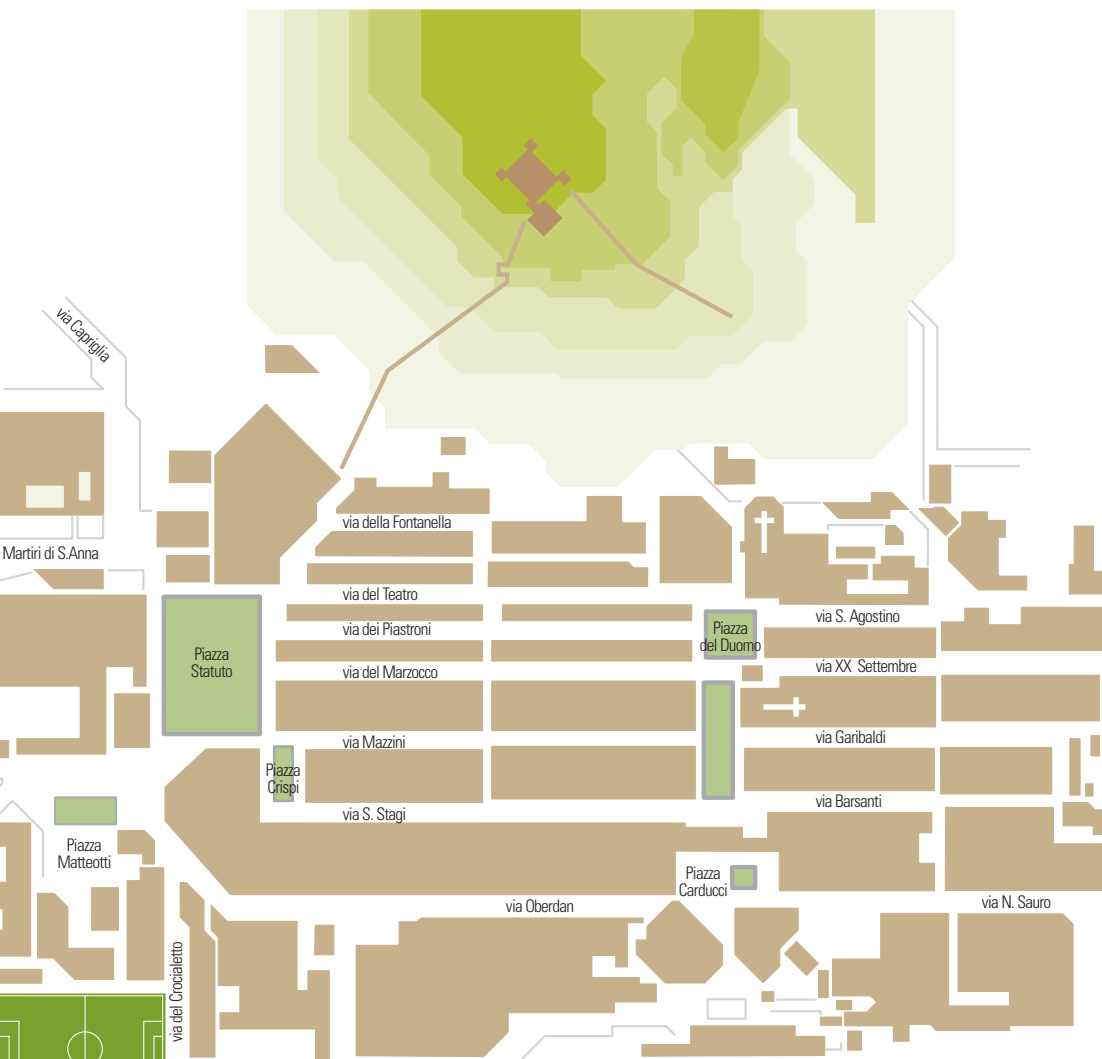 via Capriglia
via della Fontanella
Martiri di S.Anna
via del Teatro
via S. Agostino
via dei Piastroni
Piazza
del Duomo
Piazza
Statuto
via XX Settembre
via del Marzocco
via Garibaldi
via Mazzini
Piazza
Crispi
via Barsanti
via S. Stagi
Piazza
Matteotti
Piazza
Carducci
via N. Sauro
via Oberdan
via del Crocialetto